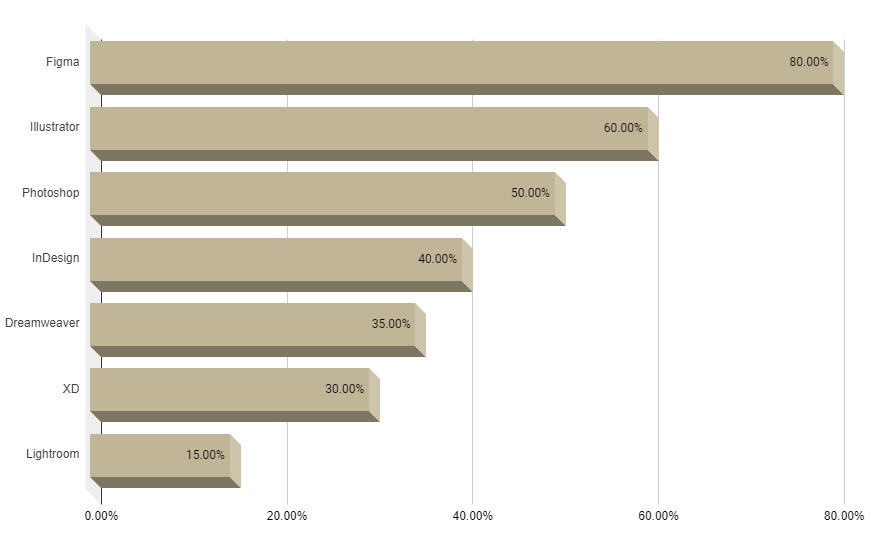 Figma 80.00%
Illustrator 60.00%
Photoshop 50.00%
InDesign 40.00%
Dreamweaver 35.00%
XD 30.00%
Lightroom 15.00%
0.00% 20.00% 40.00% 60.00% 80.00%